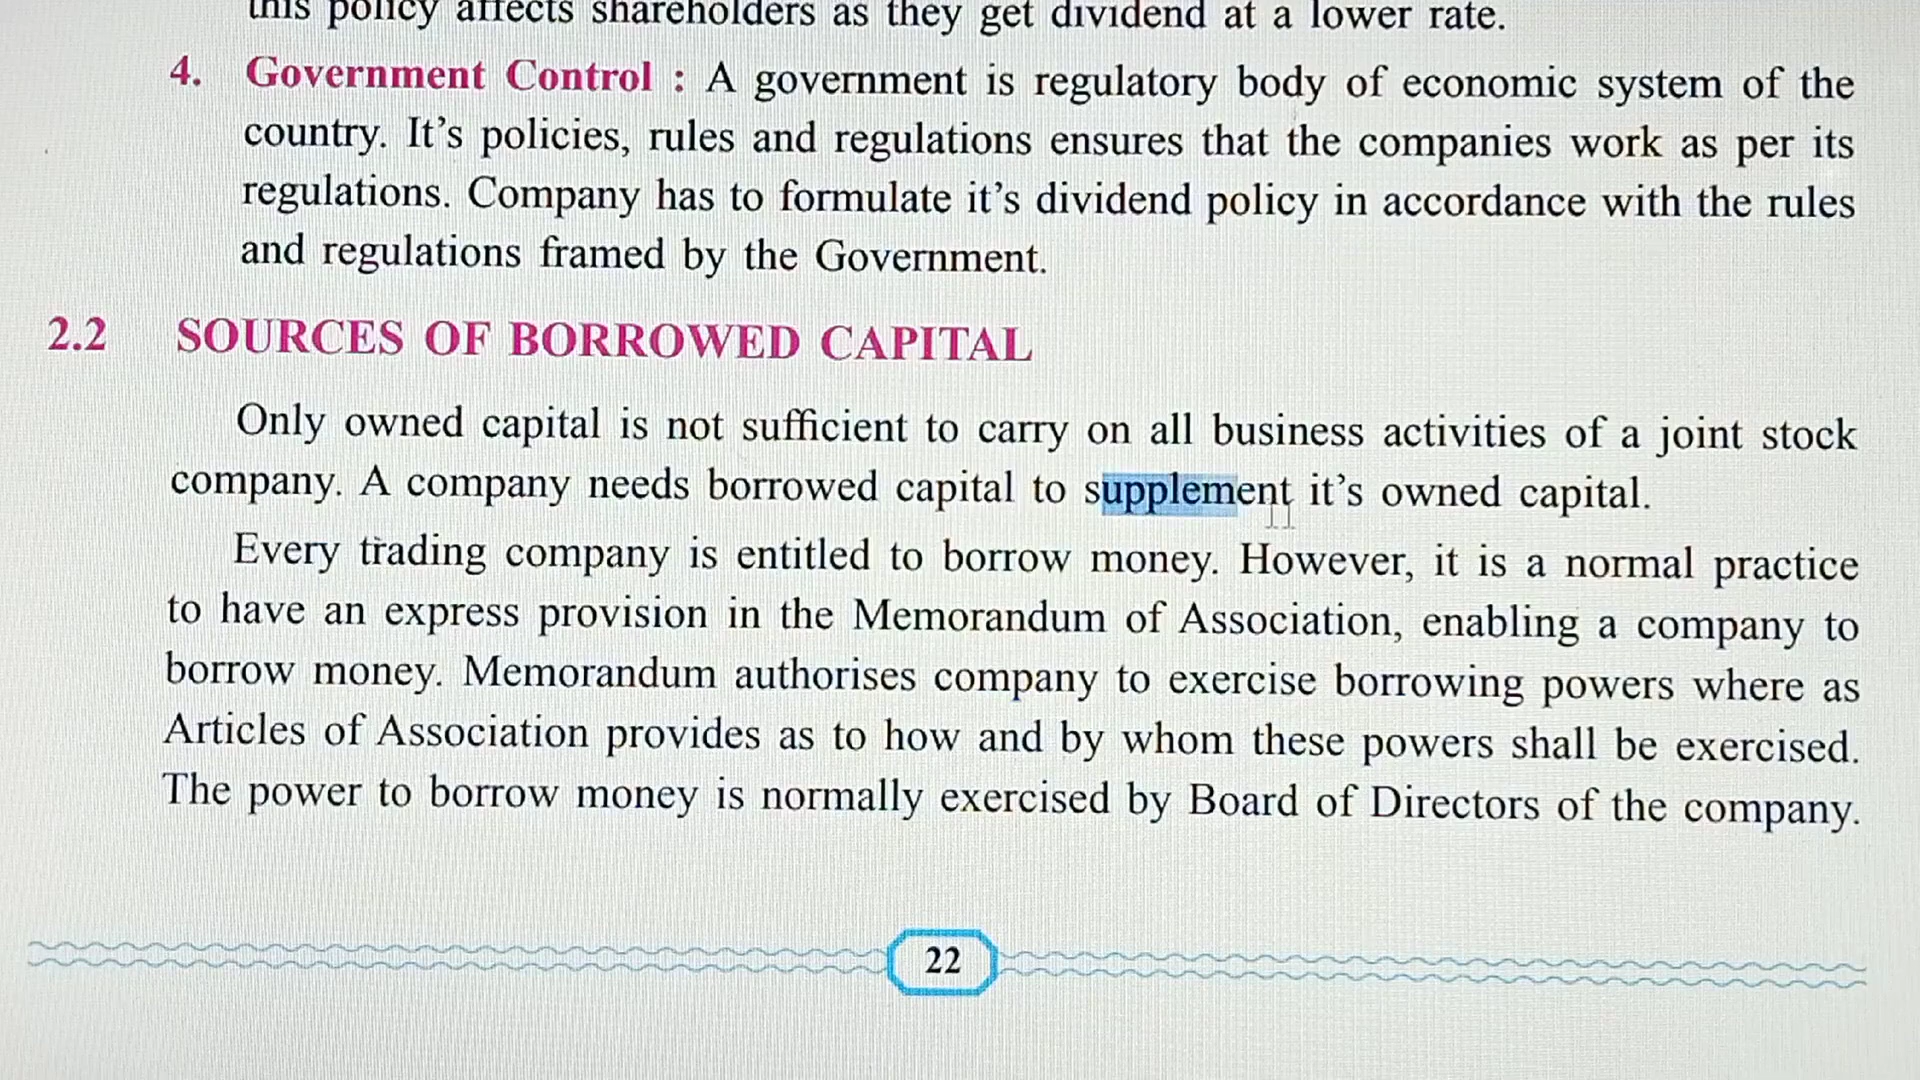 this policy affects shareholders as they get dividend at a lower rate.
4. Government Control : A government is regulatory body of economic system of the
country. It's policies, rules and regulations ensures that the companies work as per its
regulations. Company has to formulate it's dividend policy in accordance with the rules
and regulations framed by the Government.
2.2 SOURCES OF BORROWED CAPITAL
Only owned capital is not sufficient to carry on all business activities of a joint stock
company. A company needs borrowed capital to supplement it's owned capital.
Every trading company is entitled to borrow money. However, it is a normal practice
to have an express provision in the Memorandum of Association, enabling a company to
borrow money. Memorandum authorises company to exercise borrowing powers where as
Articles of Association provides as to how and by whom these powers shall be exercised.
The power to borrow money is normally exercised by Board of Directors of the company.
22